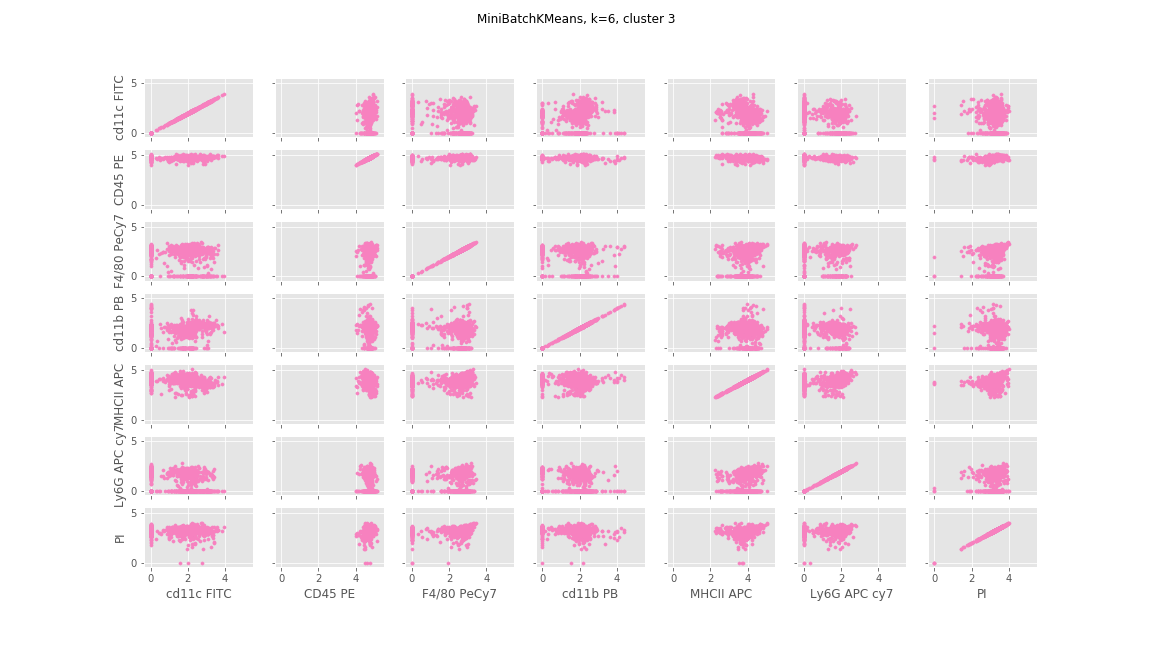 MiniBatchKMeans, k=6, cluster 3
cd11c FITC
5
0
CD45 PE
5
0
F4/80 PeCy7
5
0
cd11b PB
5
0
MHCII APC
5
0
Ly6G APC cy7
5
0
PI
5
0
0 2 4 0 2 4 0 2 4 0 2 4 0 2 4 0 2 4 0 2 4
cd11c FITC CD45 PE F4/80 PeCy7 cd11b PB MHCII APC Ly6G APC cy7 PI